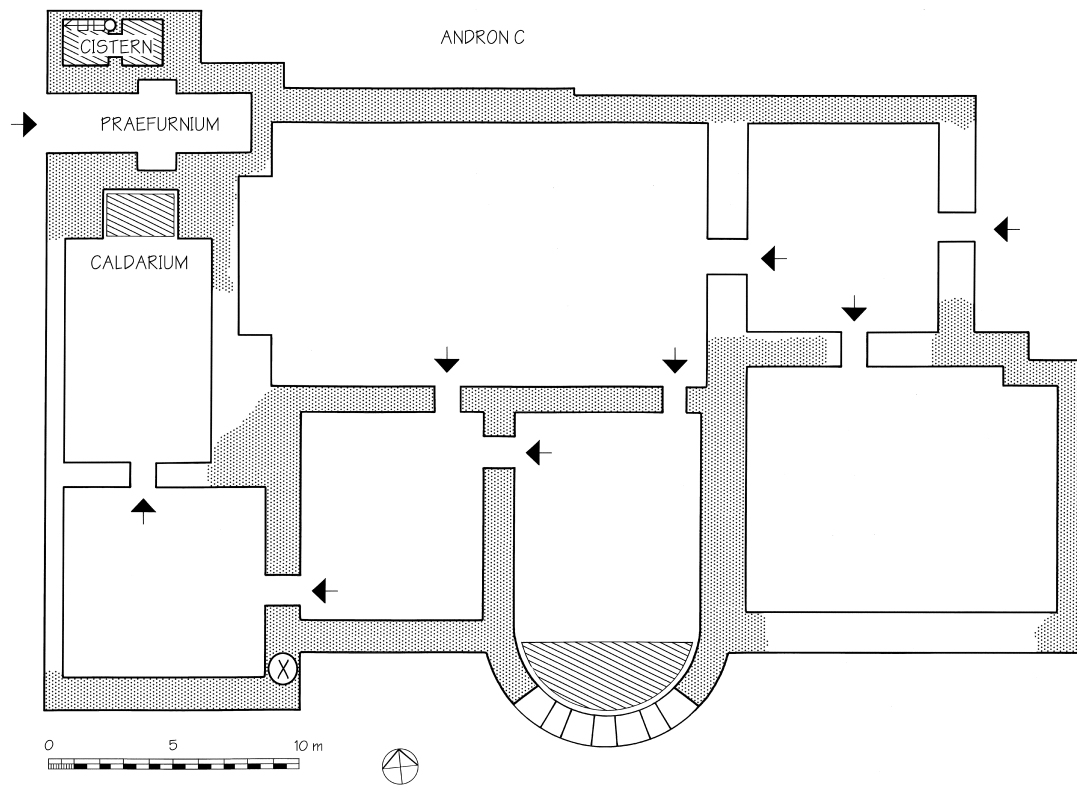 ANDRON C
CISTERN
PRAEFURNIUM
CALDARIUM
X
0 5 10 m